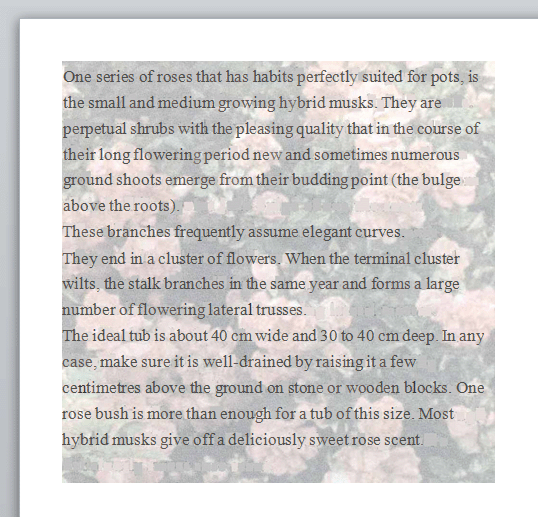 One series of roses that has habits perfectly suited for pots, is
the small and medium growing hybrid musks. They are
perpetual shrubs with the pleasing quality that in the course of
their long flowering period new and sometimes numerous
ground shoots emerge from their budding point (the bulge
above the roots).
These branches frequently assume elegant curves.
They end in a cluster of flowers. When the terminal cluster
wilts, the stalk branches in the same year and forms a large
number of flowering lateral trusses.
The ideal tub is about 40 cm wide and 30 to 40 cm deep. In any
case, make sure it is well-drained by raising it a few
centimetres above the ground on stone or wooden blocks. One
rose bush is more than enough for a tub of this size. Most
hybrid musks give off a deliciously sweet rose scent.